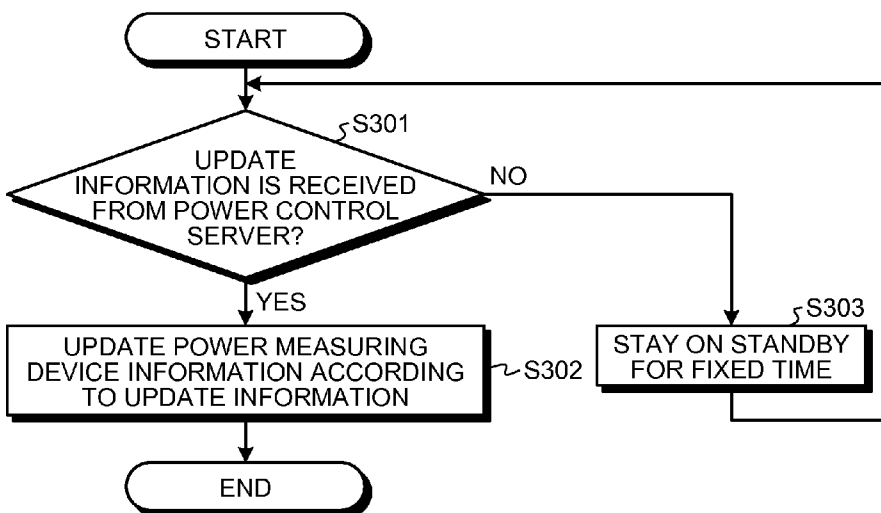 START
S301
UPDATE
INFORMATION IS RECEIVED
FROM POWER CONTROL
SERVER?
NO
YES
UPDATE POWER MEASURING
DEVICE INFORMATION ACCORDING
TO UPDATE INFORMATION
S302
S303
STAY ON STANDBY
FOR FIXED TIME
END